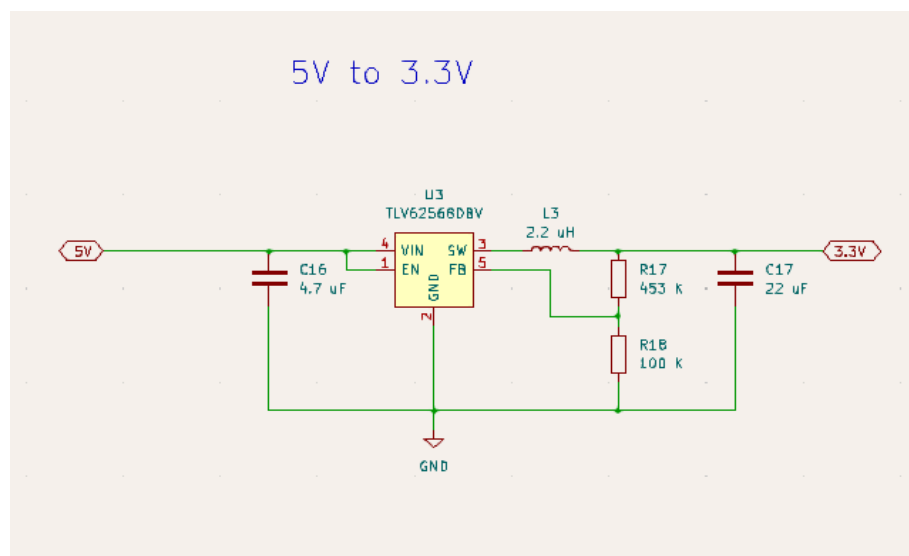 5V to 3.3V
U3
TLV62568DBV
L3
2.2 uH
5V
4
VIN
SW
3
3.3V
1
EN
FB
5
GND
2
C16
4.7 uF
R17
453 K
C17
22 uF
R18
100 K
GND